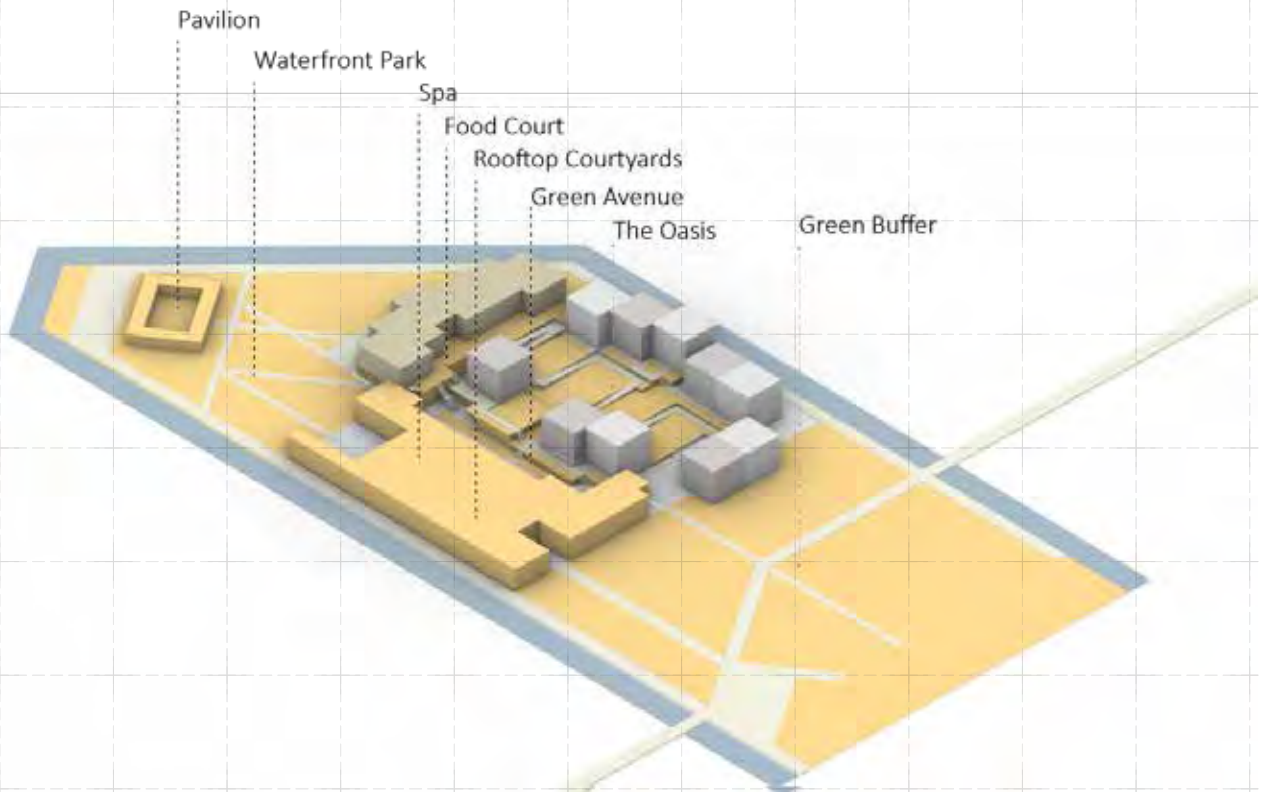 Pavilion
Waterfront Park
Spa
Food Court
Rooftop Courtyards
Green Avenue
The Oasis
Green Buffer